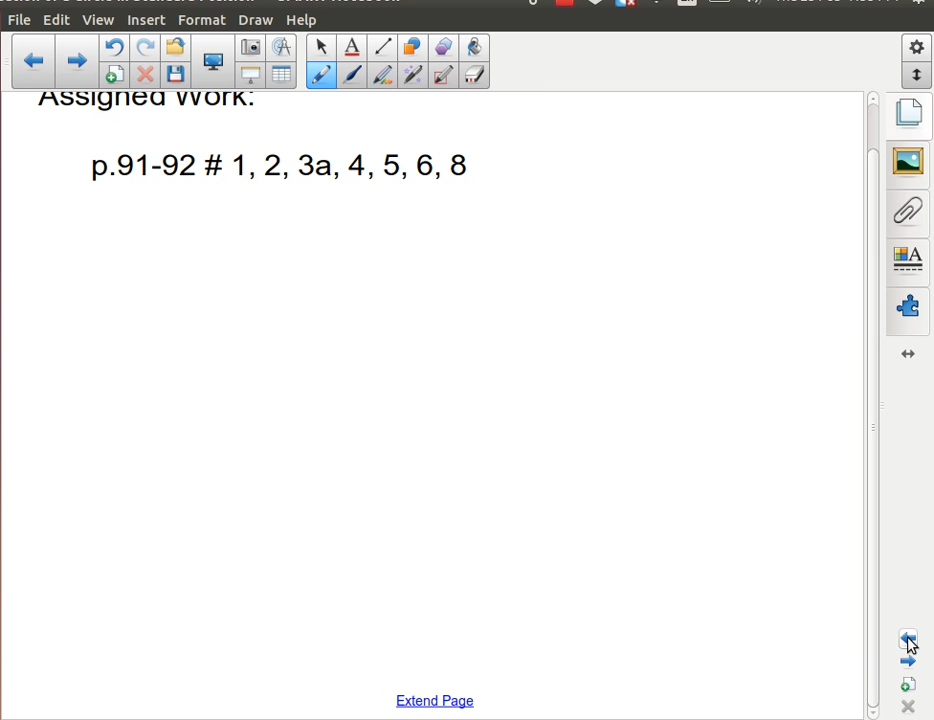 File Edit View Insert Format Draw Help
Assigned Work:
p.91-92 # 1, 2, 3a, 4, 5, 6, 8
Extend Page